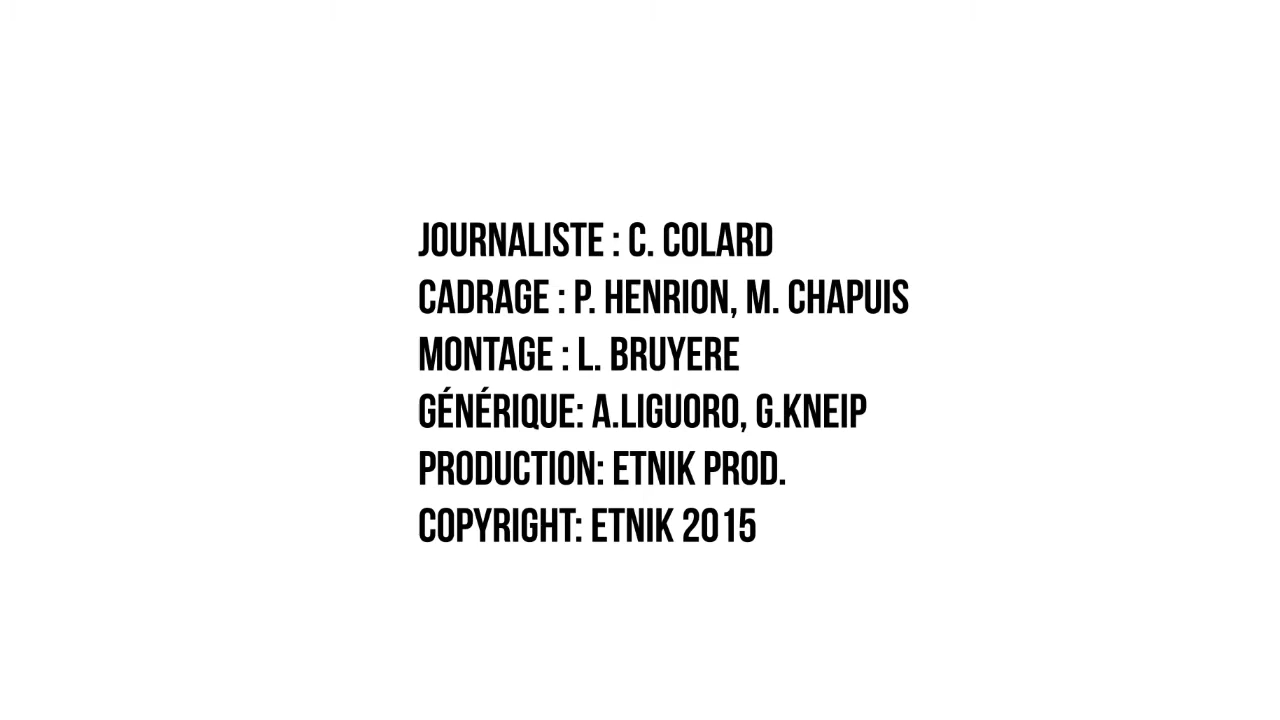 JOURNALISTE : C. COLARD
CADRAGE : P. HENRION, M. CHAPUIS
MONTAGE : L. BRUYERE
GÉNÉRIQUE: A.LIGUORO, G.KNEIP
PRODUCTION: ETNIK PROD.
COPYRIGHT: ETNIK 2015